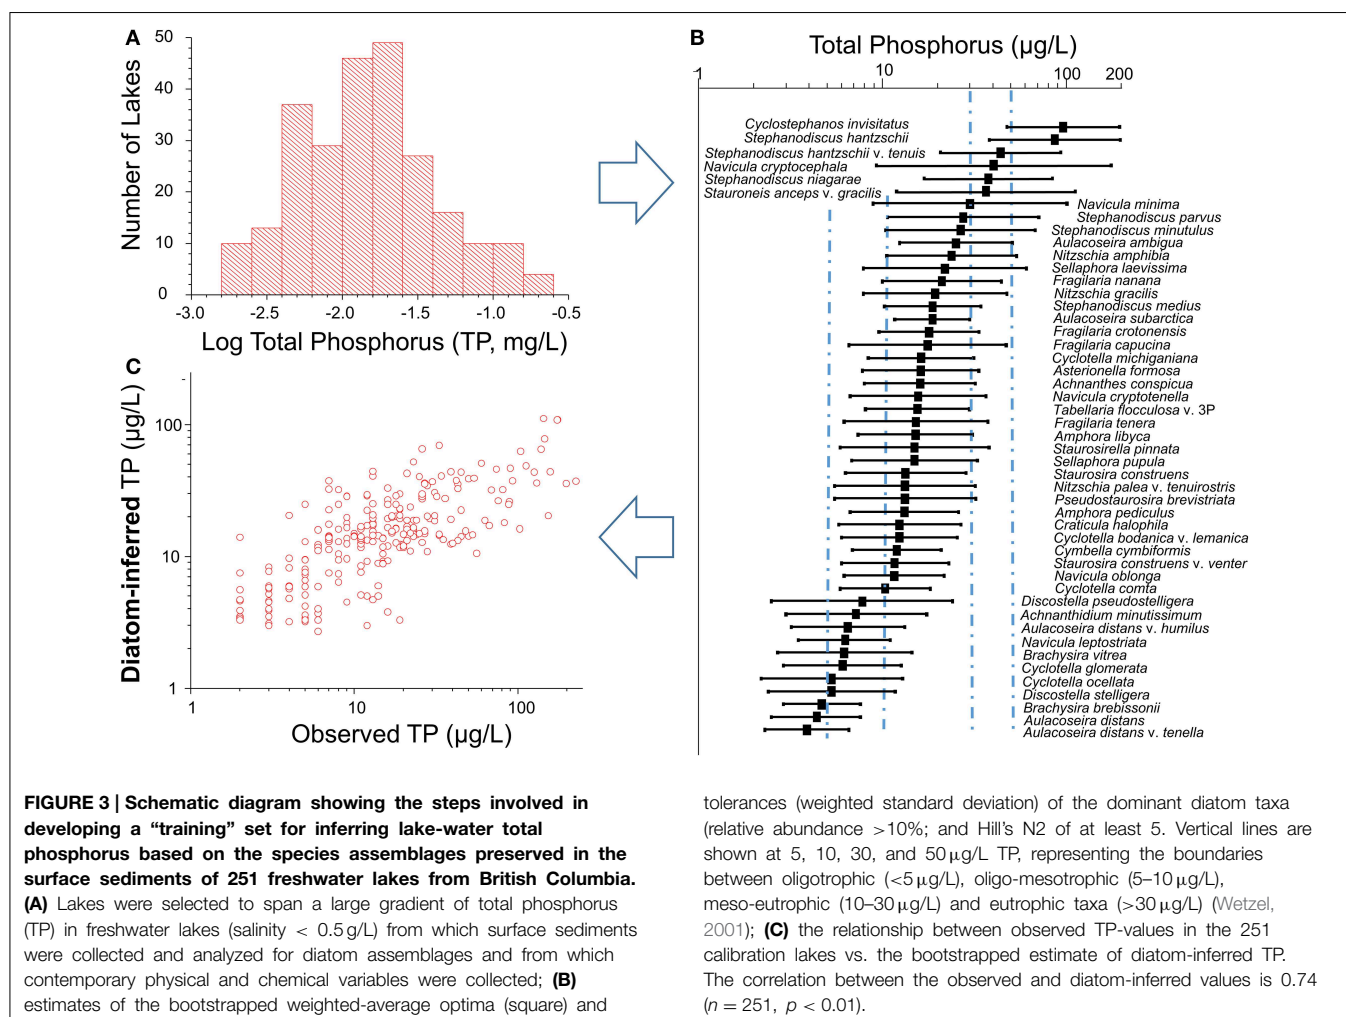 A
50
40
30
20
10
0
Number of Lakes
-3.0 -2.5 -2.0 -1.5 -1.0 -0.5
Log Total Phosphorus (TP, mg/L)
B
Total Phosphorus (µg/L)
1 10 100 200
Cyclostephanos invisitatus
Stephanodiscus hantzschii
Stephanodiscus hantzschii v. tenuis
Navicula cryptocephala
Stephanodiscus niagarae
Stauroneis anceps v. gracilis
Navicula minima
Stephanodiscus parvus
Stephanodiscus minutulus
Aulacoseira ambigua
Nitzschia amphibia
Sellaphora laevissima
Fragilaria nanana
Nitzschia gracilis
Stephanodiscus medius
Aulacoseira subarctica
Fragilaria crotonensis
Fragilaria capucina
Cyclotella michiganiana
Asterionella formosa
Achnanthes conspicua
Navicula cryptotenella
Tabellaria flocculosa v. 3P
Fragilaria tenera
Amphora libyca
Staurosirella pinnata
Sellaphora pupula
Staurosira construens
Nitzschia palea v. tenuirostris
Pseudostaurosira brevistriata
Amphora pediculus
Craticula halophila
Cyclotella bodanica v. lemanica
Cymbella cymbiformis
Staurosira construens v. venter
Navicula oblonga
Cyclotella comta
Discostella pseudostelligera
Achnanthidium minutissimum
Aulacoseira distans v. humilus
Navicula leptostriata
Brachysira vitrea
Cyclotella glomerata
Cyclotella ocellata
Discostella stelligera
Brachysira brebissonii
Aulacoseira distans
Aulacoseira distans v. tenella
C
100
10
1
Diatom-inferred TP (µg/L)
1 10 100
Observed TP (µg/L)
FIGURE 3 | Schematic diagram showing the steps involved in
developing a “training” set for inferring lake-water total
phosphorus based on the species assemblages preserved in the
surface sediments of 251 freshwater lakes from British Columbia.
(A) Lakes were selected to span a large gradient of total phosphorus
(TP) in freshwater lakes (salinity < 0.5 g/L) from which surface sediments
were collected and analyzed for diatom assemblages and from which
contemporary physical and chemical variables were collected; (B)
estimates of the bootstrapped weighted-average optima (square) and
tolerances (weighted standard deviation) of the dominant diatom taxa
(relative abundance >10%; and Hill’s N2 of at least 5. Vertical lines are
shown at 5, 10, 30, and 50 µg/L TP, representing the boundaries
between oligotrophic (<5 µg/L), oligo-mesotrophic (5–10 µg/L),
meso-eutrophic (10–30 µg/L) and eutrophic taxa (>30 µg/L) (Wetzel,
2001); (C) the relationship between observed TP-values in the 251
calibration lakes vs. the bootstrapped estimate of diatom-inferred TP.
The correlation between the observed and diatom-inferred values is 0.74
(n = 251, p < 0.01).